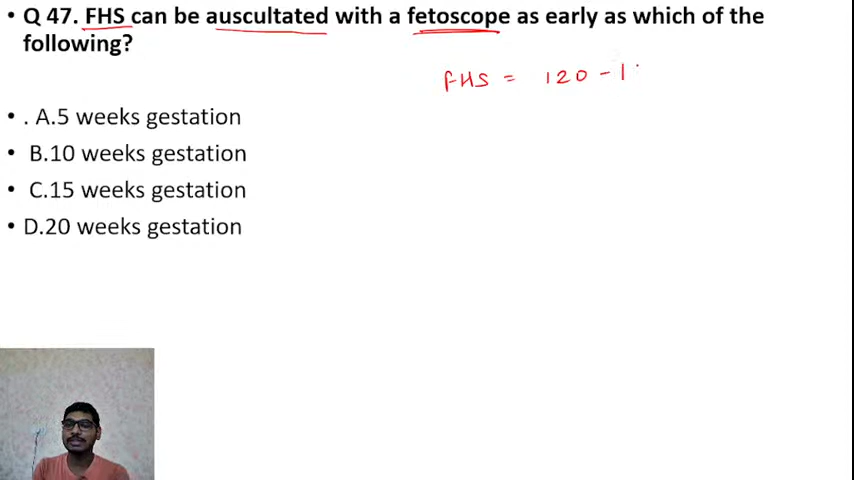 • Q 47. FHS can be auscultated with a fetoscope as early as which of the
following?
FHS = 120 - 1
• . A.5 weeks gestation
• B.10 weeks gestation
• C.15 weeks gestation
• D.20 weeks gestation